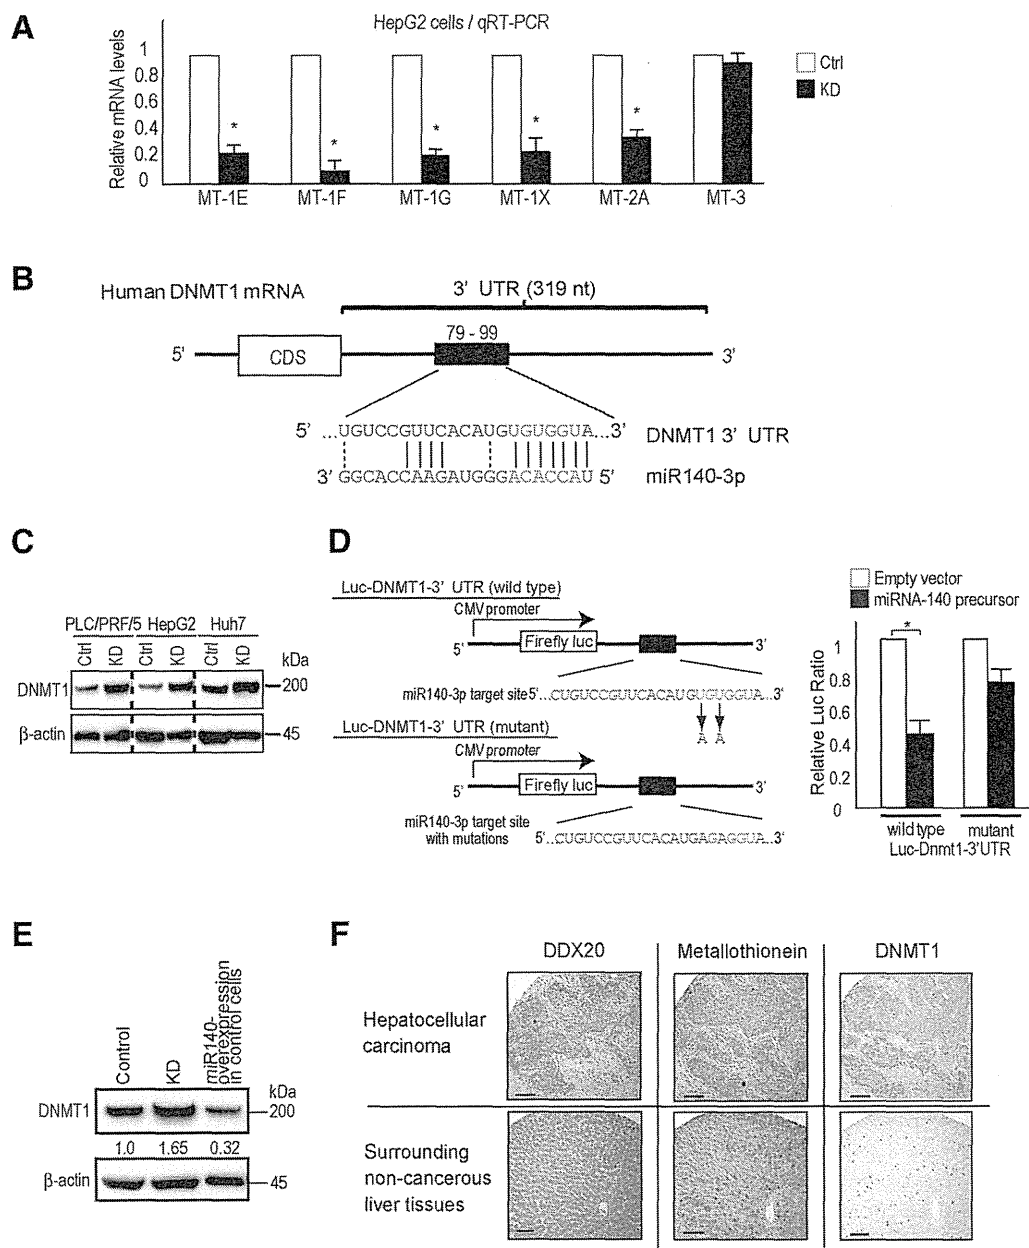 A
HepG2 cells / qRT-PCR
Relative mRNA levels
1
0.8
0.6
0.4
0.2
0
* * * * *
MT-1E MT-1F MT-1G MT-1X MT-2A MT-3
Ctrl
KD
B
Human DNMT1 mRNA
3' UTR (319 nt)
79 - 99
5' CDS 3'
5' ...UGUCCGUUCACAUGUGUGGUA...3'
DNMT1 3' UTR
3' GGCACCAAGAUGGGACACCAU 5'
miR140-3p
C
PLC/PRF/5 HepG2 Huh7
Ctrl KD Ctrl KD Ctrl KD
kDa
DNMT1 200
β-actin 45
D
Luc-DNMT1-3' UTR (wild type)
CMV promoter
5' Firefly luc 3'
miR140-3p target site 5'...CUGUCCGUUCACAUGUGUGGUA...3'
A A
Luc-DNMT1-3' UTR (mutant)
CMV promoter
5' Firefly luc 3'
miR140-3p target site
with mutations 5'...CUGUCCGUUCACAUGAGAGGUA...3'
Empty vector
miRNA-140 precursor
*
Relative Luc Ratio
1
0.8
0.6
0.4
0.2
0
wild type mutant
Luc-Dnmt1-3'UTR
E
Control
KD
miR140-
overexpression
in control cells
kDa
DNMT1 200
1.0 1.65 0.32
β-actin 45
F
DDX20 Metallothionein DNMT1
Hepatocellular
carcinoma
Surrounding
non-cancerous
liver tissues